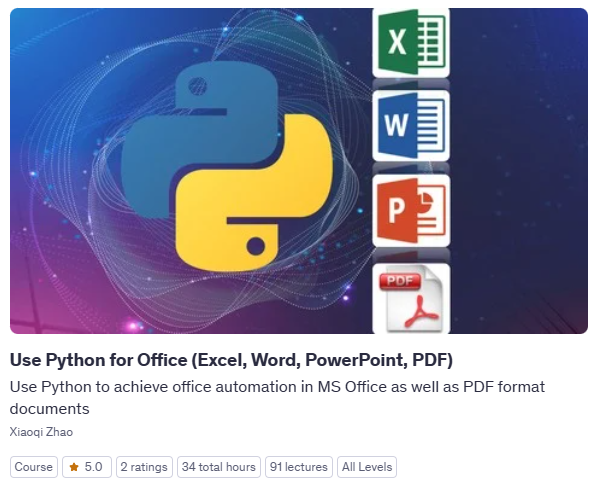 X
W
P
PDF
Use Python for Office (Excel, Word, PowerPoint, PDF)
Use Python to achieve office automation in MS Office as well as PDF format
documents
Xiaoqi Zhao
Course 5.0 2 ratings 34 total hours 91 lectures All Levels